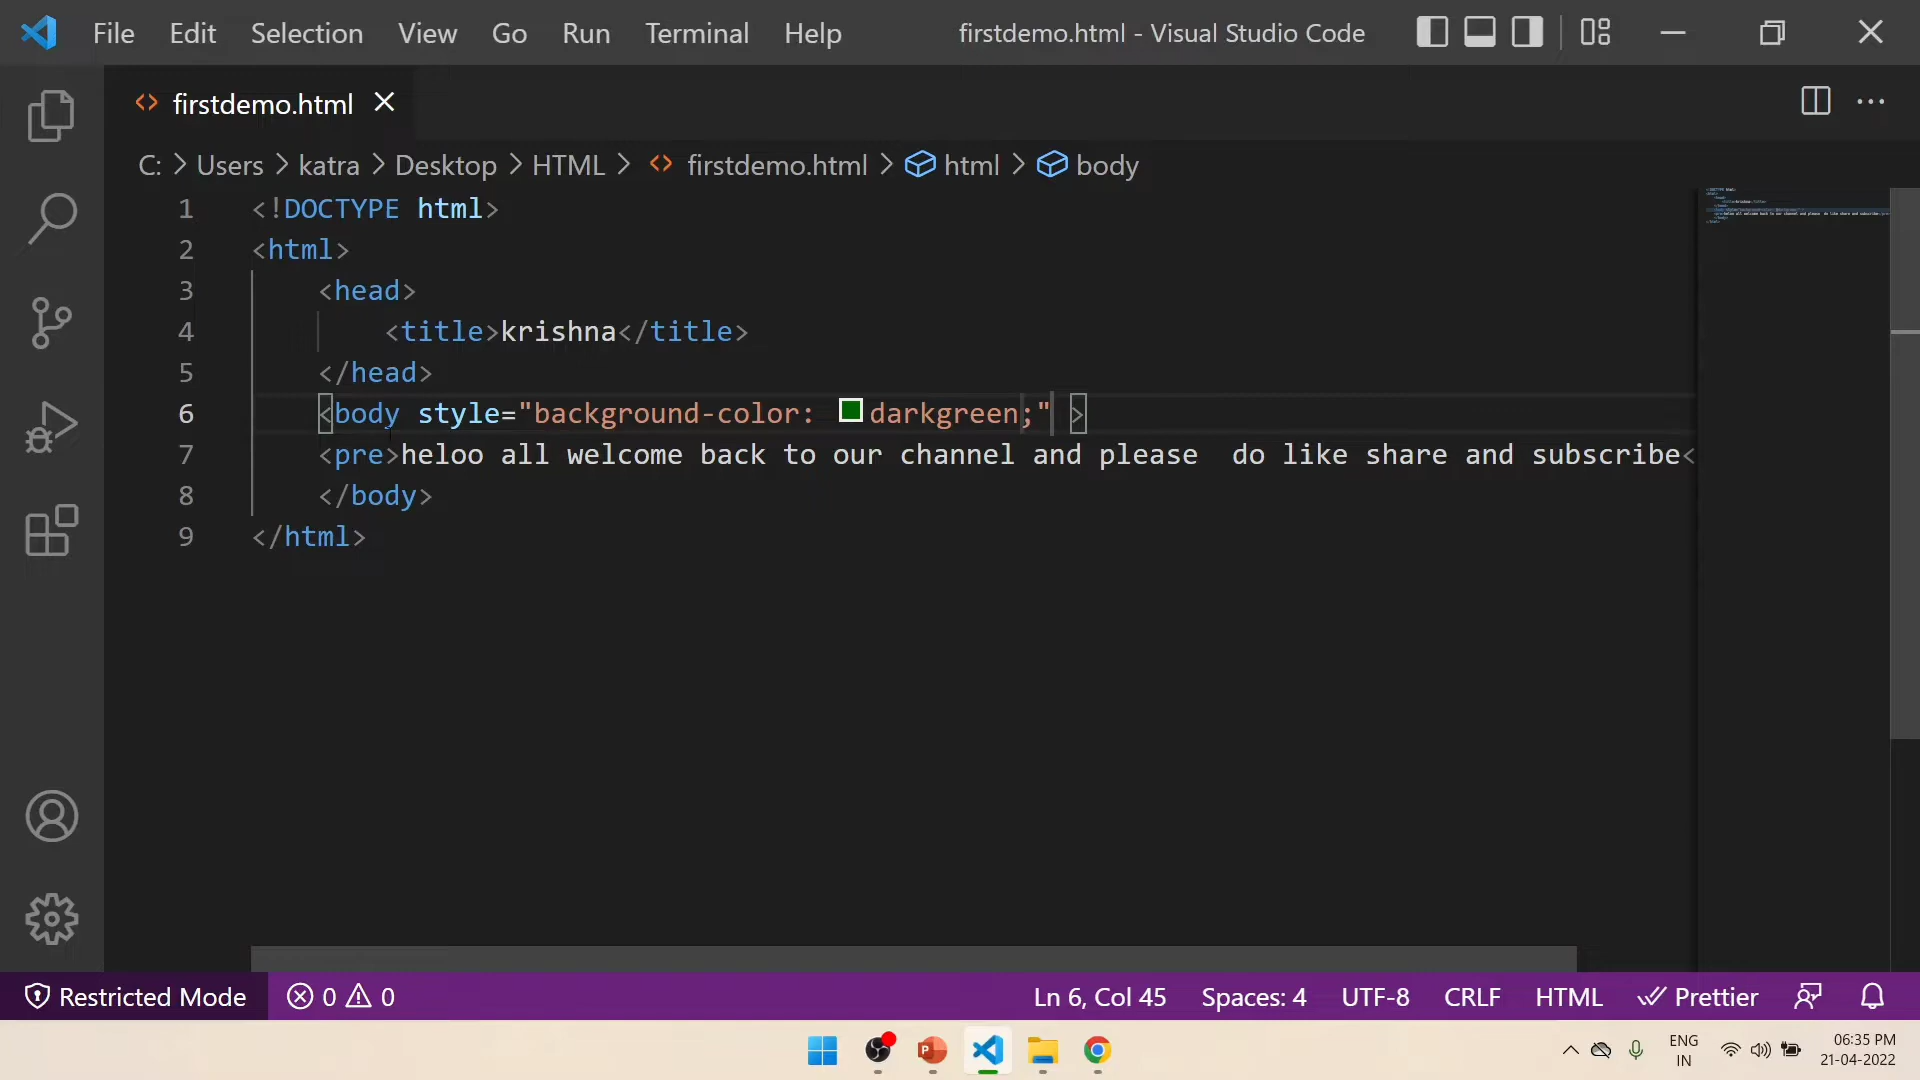 File Edit Selection View Go Run Terminal Help firstdemo.html - Visual Studio Code
firstdemo.html
C: > Users > katra > Desktop > HTML > firstdemo.html > html > body
1 <!DOCTYPE html>
2 <html>
3 <head>
4 <title>krishna</title>
5 </head>
6 <body style="background-color: darkgreen;" >
7 <pre>heloo all welcome back to our channel and please  do like share and subscribe<
8 </body>
9 </html>
Restricted Mode 0 0 Ln 6, Col 45 Spaces: 4 UTF-8 CRLF HTML Prettier
ENG 06:35 PM
IN 21-04-2022